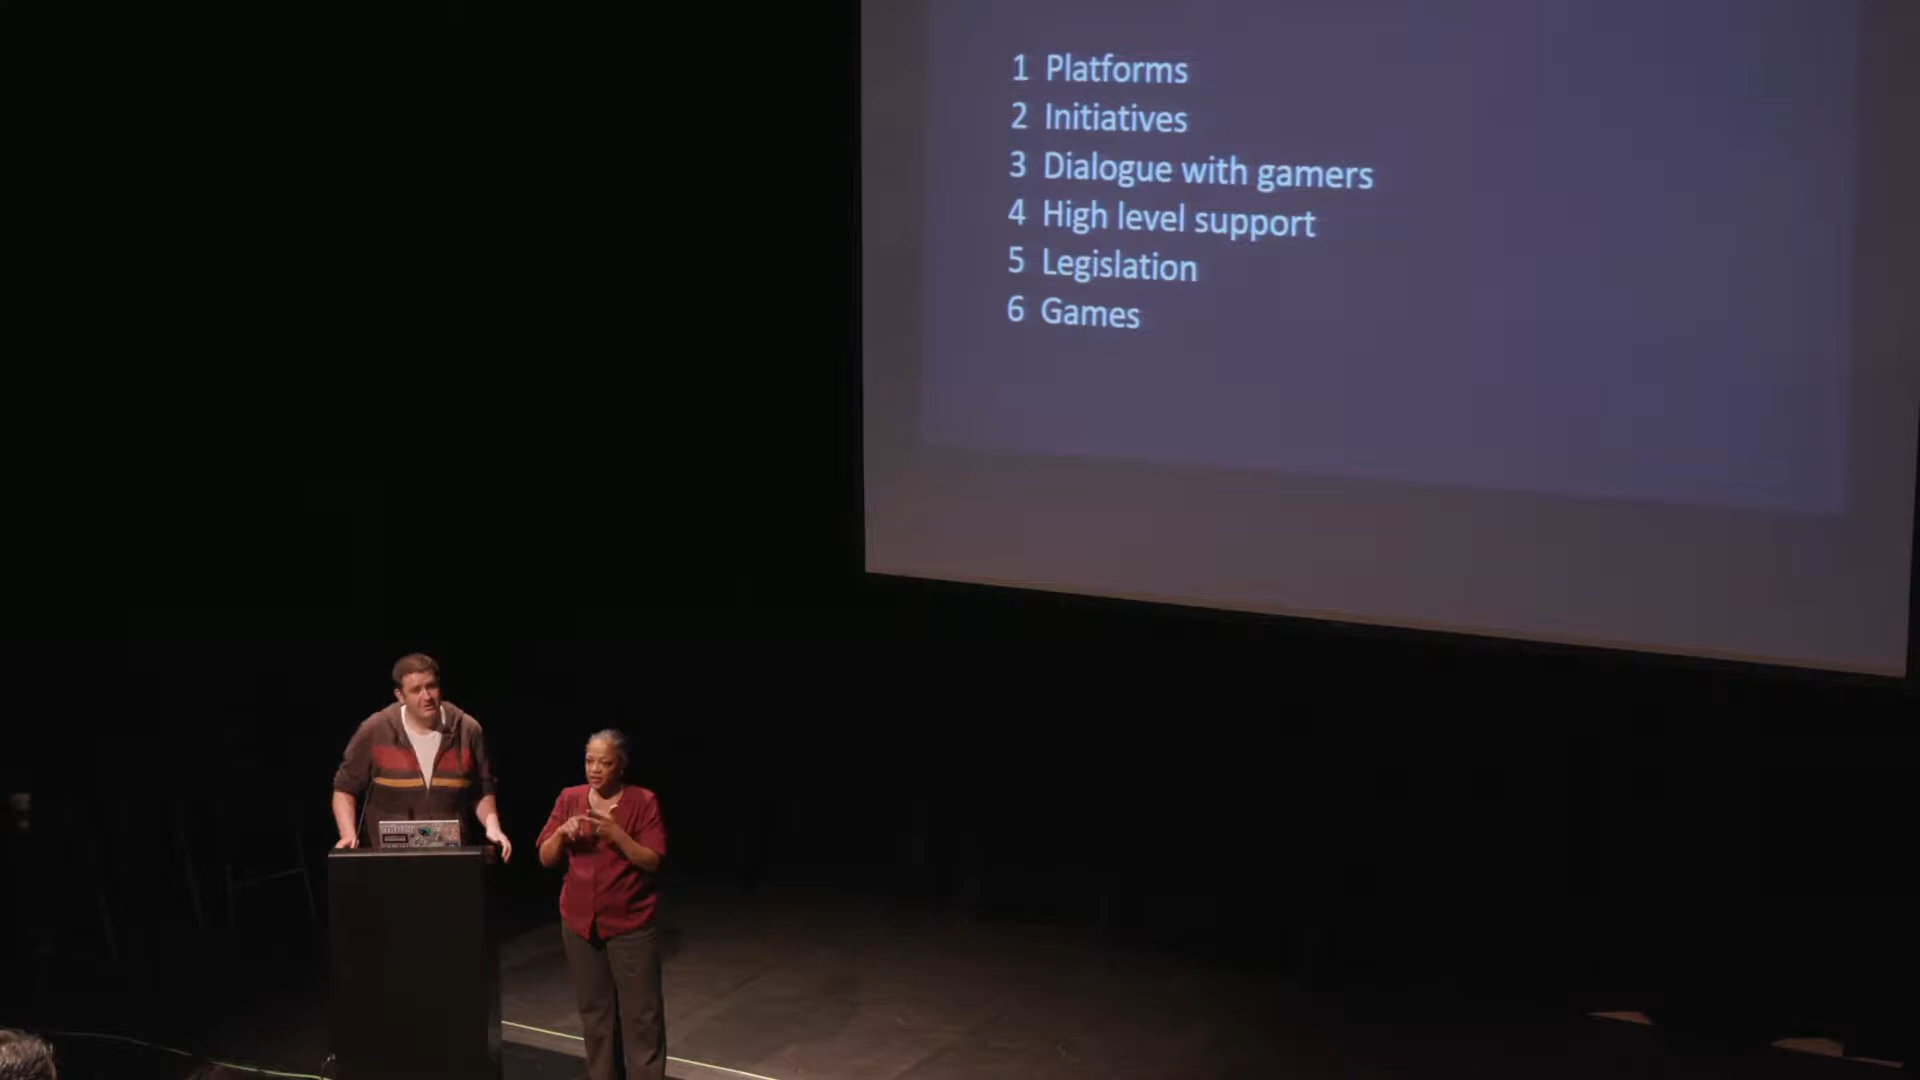 1 Platforms
2 Initiatives
3 Dialogue with gamers
4 High level support
5 Legislation
6 Games